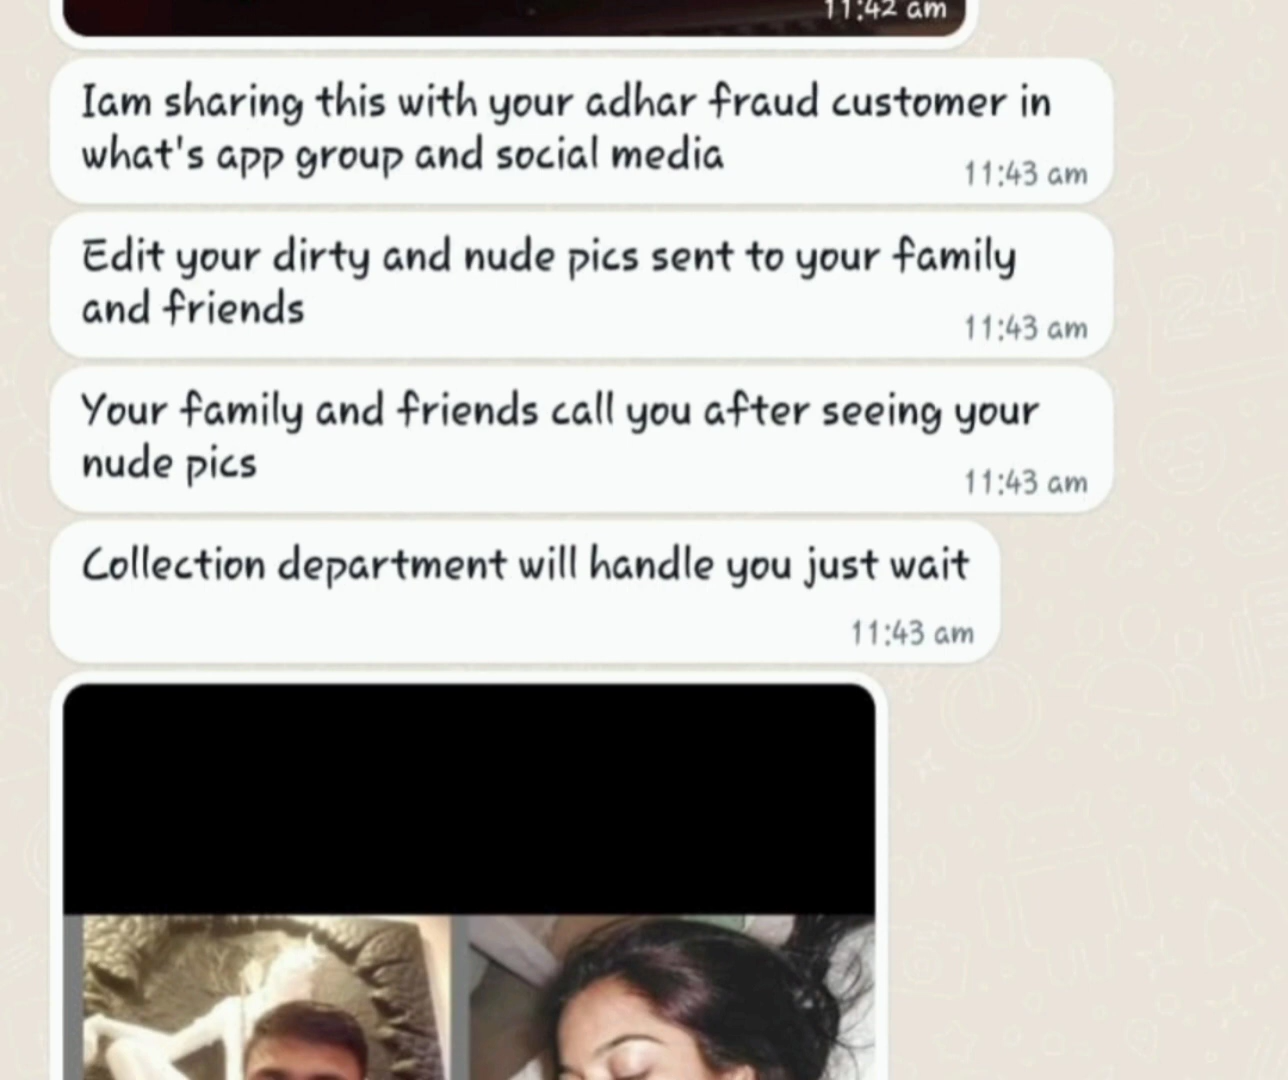 11:42 am
Iam sharing this with your adhar fraud customer in
what's app group and social media
11:43 am
Edit your dirty and nude pics sent to your family
and friends
11:43 am
Your family and friends call you after seeing your
nude pics
11:43 am
Collection department will handle you just wait
11:43 am